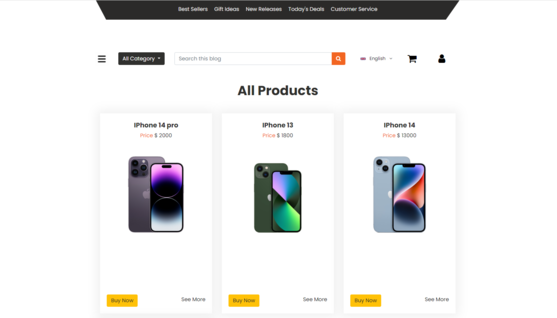 Best Sellers Gift Ideas New Releases Today's Deals Customer Service
All Category Search this blog English
All Products
IPhone 14 pro
Price $ 2000
Buy Now See More
IPhone 13
Price $ 1800
Buy Now See More
IPhone 14
Price $ 13000
Buy Now See More